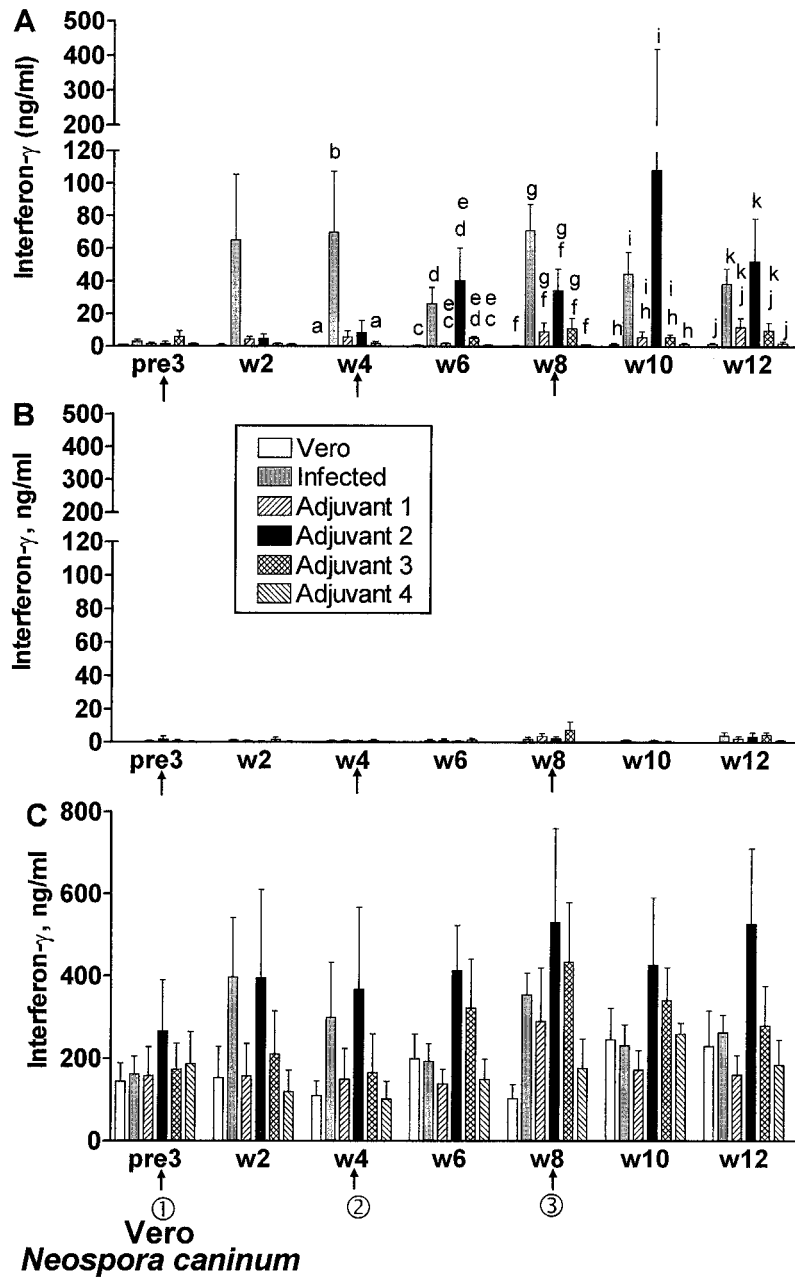 A
Interferon-γ (ng/ml)
500
400
300
200
120
100
80
60
40
20
0
a b a
c d e c e d e d e c
f g g f g f g f f
h i i h i i h h
j k k j k k j j
pre3 w2 w4 w6 w8 w10 w12
B
Interferon-γ, ng/ml
500
400
300
200
120
100
80
60
40
20
0
Vero
Infected
Adjuvant 1
Adjuvant 2
Adjuvant 3
Adjuvant 4
pre3 w2 w4 w6 w8 w10 w12
C
Interferon-γ, ng/ml
800
600
400
200
0
pre3 w2 w4 w6 w8 w10 w12
① ② ③
Vero
Neospora caninum